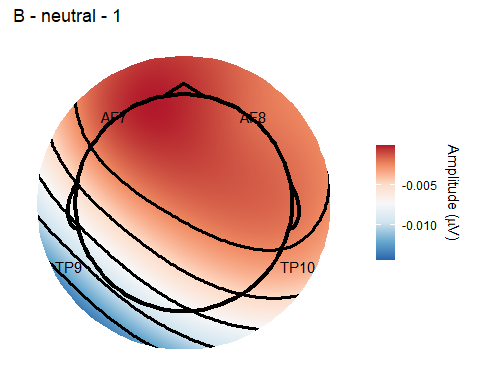 B - neutral - 1
AF7
AF8
TP9
TP10
Amplitude (μV)
-0.005
-0.010